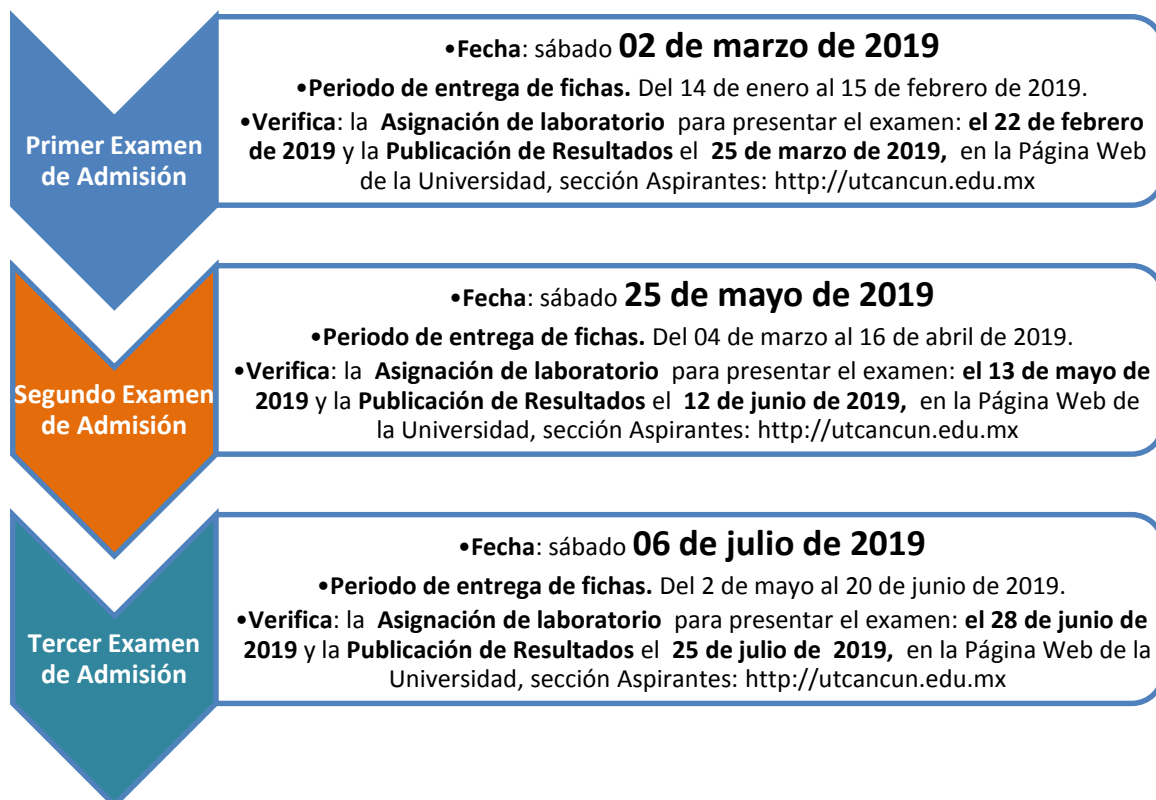 Primer Examen
de Admisión
•Fecha: sábado 02 de marzo de 2019
•Periodo de entrega de fichas. Del 14 de enero al 15 de febrero de 2019.
•Verifica: la Asignación de laboratorio para presentar el examen: el 22 de febrero
de 2019 y la Publicación de Resultados el 25 de marzo de 2019, en la Página Web
de la Universidad, sección Aspirantes: http://utcancun.edu.mx
Segundo Examen
de Admisión
•Fecha: sábado 25 de mayo de 2019
•Periodo de entrega de fichas. Del 04 de marzo al 16 de abril de 2019.
•Verifica: la Asignación de laboratorio para presentar el examen: el 13 de mayo de
2019 y la Publicación de Resultados el 12 de junio de 2019, en la Página Web de
la Universidad, sección Aspirantes: http://utcancun.edu.mx
Tercer Examen
de Admisión
•Fecha: sábado 06 de julio de 2019
•Periodo de entrega de fichas. Del 2 de mayo al 20 de junio de 2019.
•Verifica: la Asignación de laboratorio para presentar el examen: el 28 de junio de
2019 y la Publicación de Resultados el 25 de julio de 2019, en la Página Web de la
Universidad, sección Aspirantes: http://utcancun.edu.mx